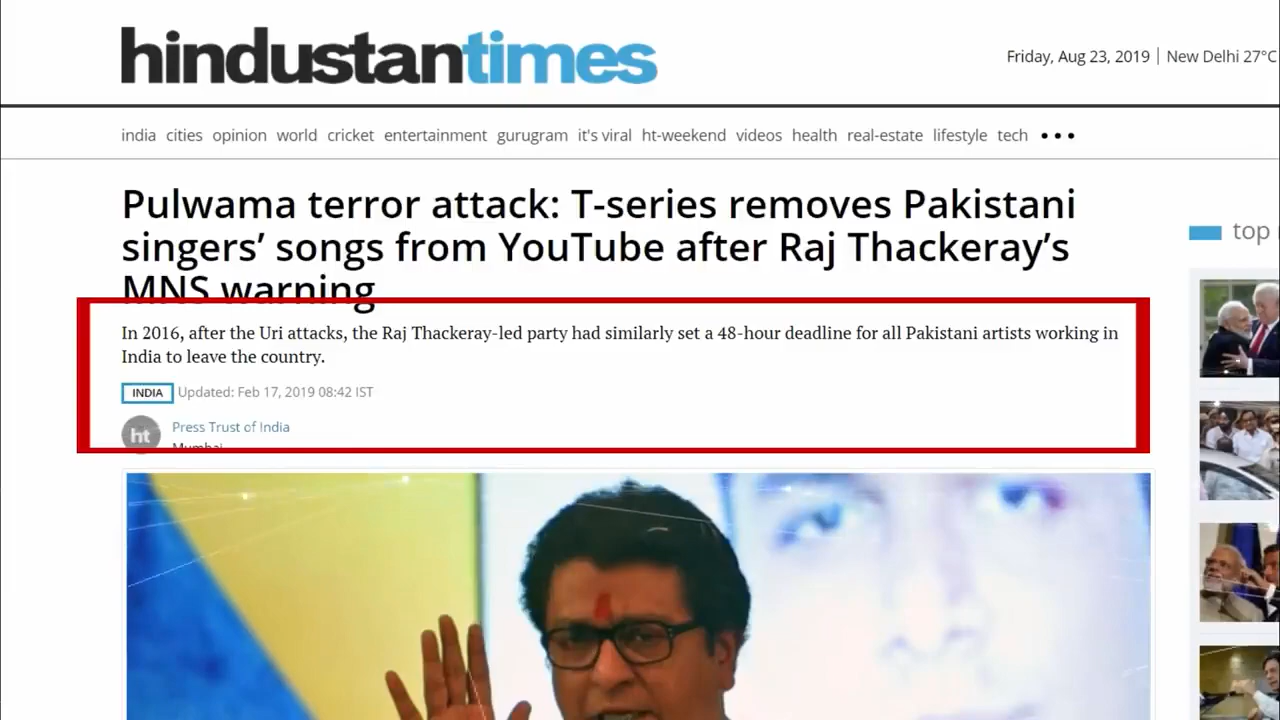 hindustantimes
Friday, Aug 23, 2019 | New Delhi 27°C
india cities opinion world cricket entertainment gurugram it's viral ht-weekend videos health real-estate lifestyle tech •••
Pulwama terror attack: T-series removes Pakistani
singers’ songs from YouTube after Raj Thackeray’s
MNS warning
top
In 2016, after the Uri attacks, the Raj Thackeray-led party had similarly set a 48-hour deadline for all Pakistani artists working in
India to leave the country.
INDIA Updated: Feb 17, 2019 08:42 IST
ht Press Trust of India
Mumbai